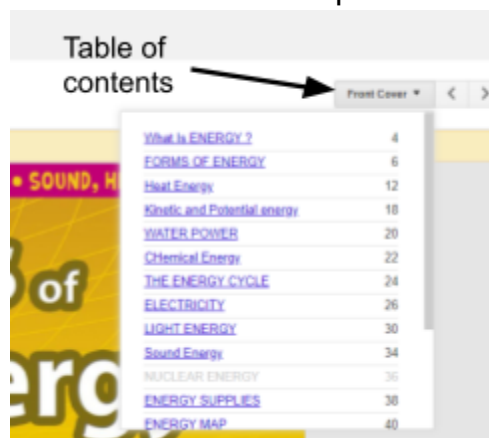 Table of
contents
Front Cover
What Is ENERGY ? 4
FORMS OF ENERGY 6
Heat Energy 12
Kinetic and Potential energy 18
WATER POWER 20
CHemical Energy 22
THE ENERGY CYCLE 24
ELECTRICITY 26
LIGHT ENERGY 30
Sound Energy 34
NUCLEAR ENERGY 36
ENERGY SUPPLIES 38
ENERGY MAP 40
• SOUND, H
of
erg